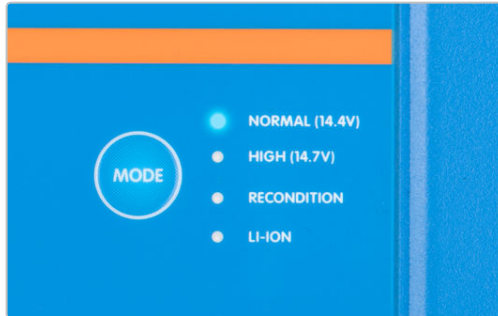 MODE
NORMAL (14.4V)
HIGH (14.7V)
RECONDITION
LI-ION